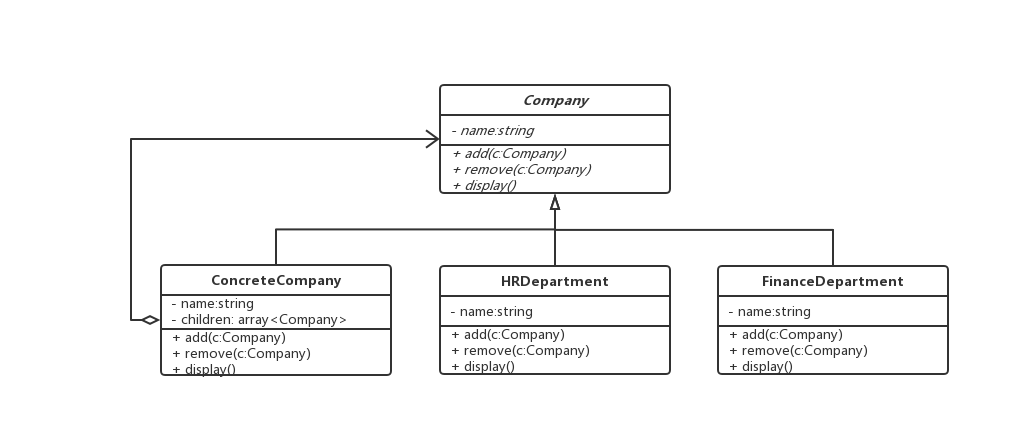 Company
- name:string
+ add(c:Company)
+ remove(c:Company)
+ display()
ConcreteCompany
- name:string
- children: array<Company>
+ add(c:Company)
+ remove(c:Company)
+ display()
HRDepartment
- name:string
+ add(c:Company)
+ remove(c:Company)
+ display()
FinanceDepartment
- name:string
+ add(c:Company)
+ remove(c:Company)
+ display()